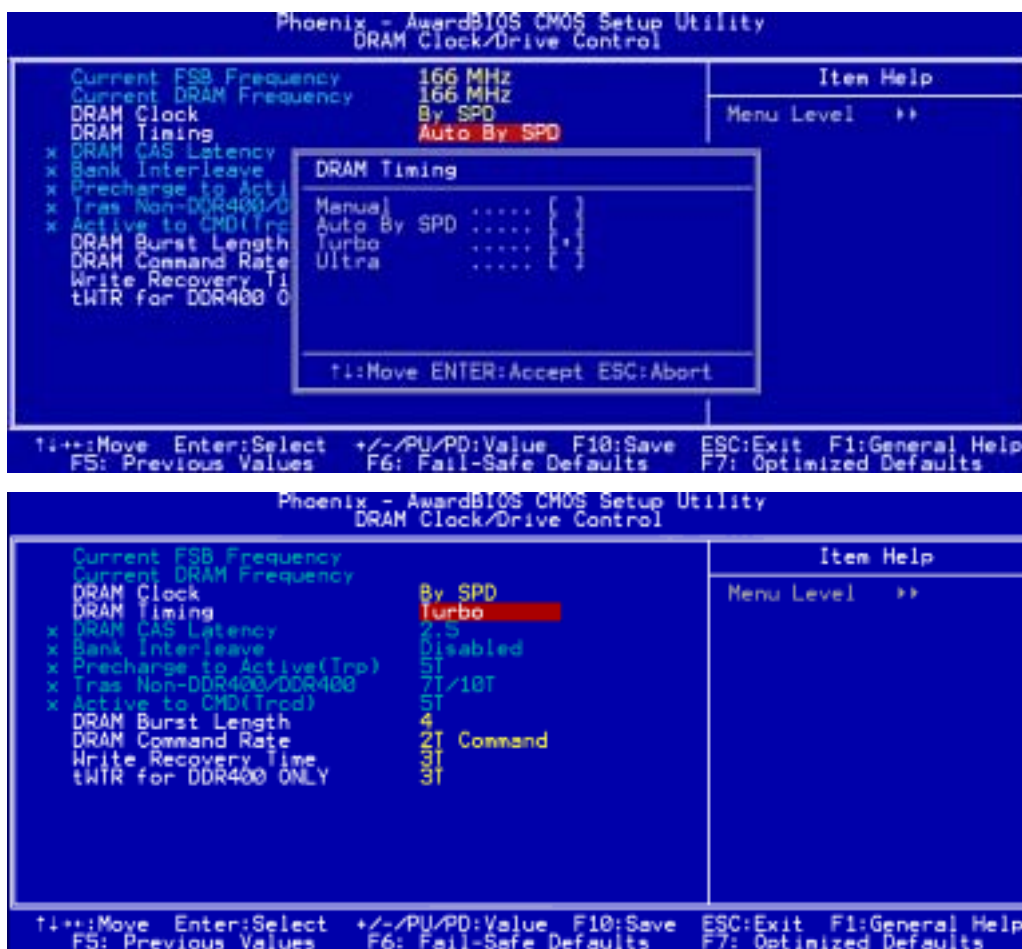 Phoenix - AwardBIOS CMOS Setup Utility
DRAM Clock/Drive Control
Current FSB Frequency 166 MHz
Current DRAM Frequency 166 MHz
DRAM Clock By SPD
DRAM Timing Auto By SPD
x DRAM CAS Latency
x Bank Interleave
x Precharge to Acti
x Tras Non-DDR400/D
x Active to CMD(Trc
DRAM Burst Length
DRAM Command Rate
Write Recovery Ti
tWTR for DDR400 O
DRAM Timing
Manual ..... [ ]
Auto By SPD ..... [ ]
Turbo ..... [▪]
Ultra ..... [ ]
↑↓:Move ENTER:Accept ESC:Abort
Item Help
Menu Level ▸▸
↑↓→←:Move Enter:Select +/-/PU/PD:Value F10:Save ESC:Exit F1:General Help
F5: Previous Values F6: Fail-Safe Defaults F7: Optimized Defaults
Phoenix - AwardBIOS CMOS Setup Utility
DRAM Clock/Drive Control
Current FSB Frequency
Current DRAM Frequency
DRAM Clock By SPD
DRAM Timing Turbo
x DRAM CAS Latency 2.5
x Bank Interleave Disabled
x Precharge to Active(Trp) 5T
x Tras Non-DDR400/DDR400 7T/10T
x Active to CMD(Trcd) 5T
DRAM Burst Length 4
DRAM Command Rate 2T Command
Write Recovery Time 3T
tWTR for DDR400 ONLY 3T
Item Help
Menu Level ▸▸
↑↓→←:Move Enter:Select +/-/PU/PD:Value F10:Save ESC:Exit F1:General Help
F5: Previous Values F6: Fail-Safe Defaults F7: Optimized Defaults